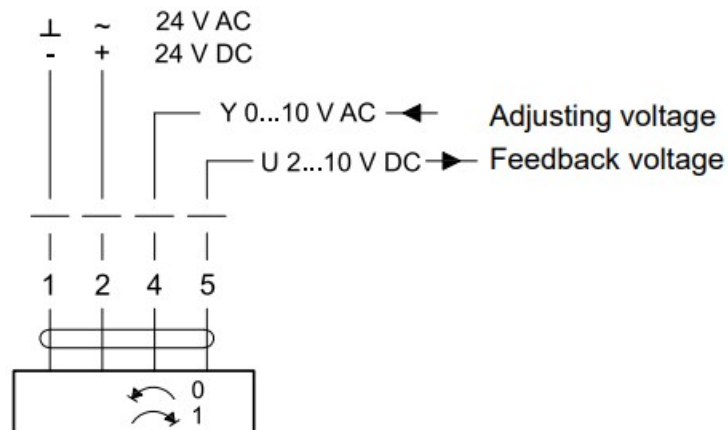 ⊥ ~ 24 V AC
- + 24 V DC
Y 0...10 V AC Adjusting voltage
U 2...10 V DC Feedback voltage
1 2 4 5
0
1